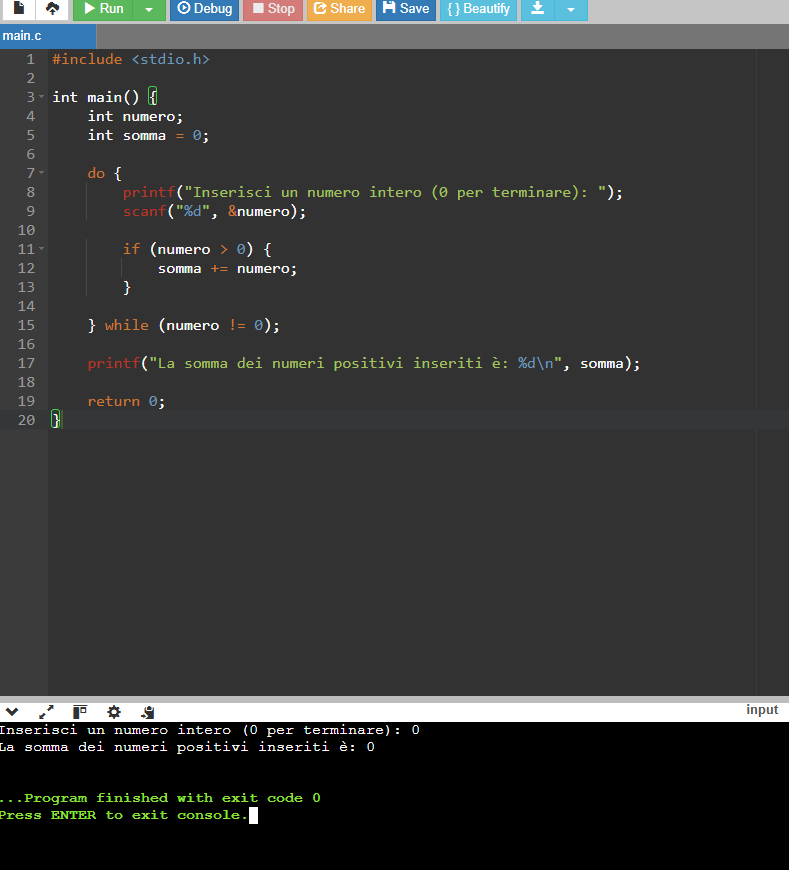 Run Debug Stop Share Save { } Beautify
main.c
1 #include <stdio.h>
2
3 int main() {
4 int numero;
5 int somma = 0;
6
7 do {
8 printf("Inserisci un numero intero (0 per terminare): ");
9 scanf("%d", &numero);
10
11 if (numero > 0) {
12 somma += numero;
13 }
14
15 } while (numero != 0);
16
17 printf("La somma dei numeri positivi inseriti è: %d\n", somma);
18
19 return 0;
20 }
input
Inserisci un numero intero (0 per terminare): 0
La somma dei numeri positivi inseriti è: 0
...Program finished with exit code 0
Press ENTER to exit console.